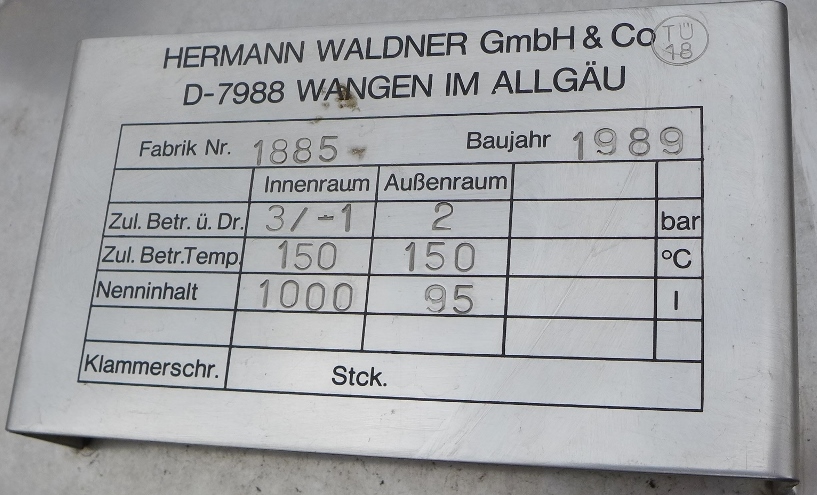 HERMANN WALDNER GmbH & Co
TÜ
18
D-7988 WANGEN IM ALLGÄU
Fabrik Nr. 1885 Baujahr 1989
Innenraum Außenraum
Zul. Betr. ü. Dr. 3/-1 2 bar
Zul. Betr.Temp. 150 150 °C
Nenninhalt 1000 95 l
Klammerschr. Stck.